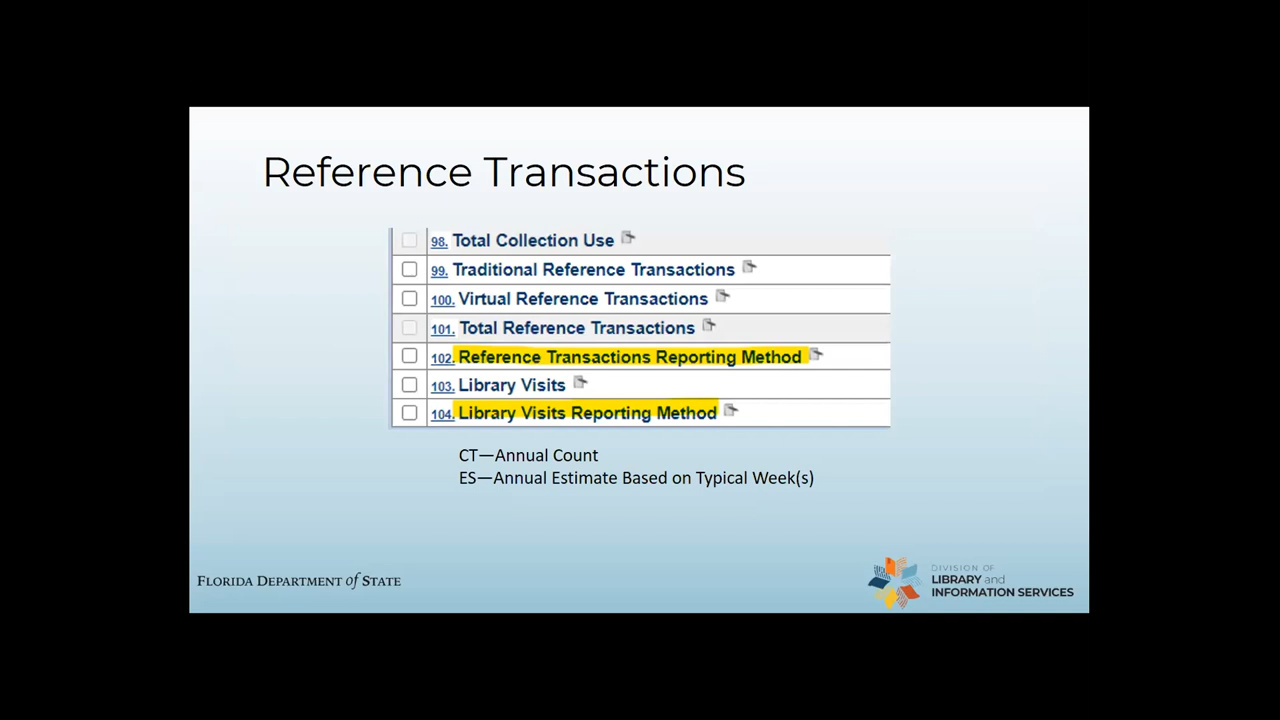 Reference Transactions
98. Total Collection Use
99. Traditional Reference Transactions
100. Virtual Reference Transactions
101. Total Reference Transactions
102. Reference Transactions Reporting Method
103. Library Visits
104. Library Visits Reporting Method
CT—Annual Count
ES—Annual Estimate Based on Typical Week(s)
FLORIDA DEPARTMENT of STATE
DIVISION OF
LIBRARY and
INFORMATION SERVICES